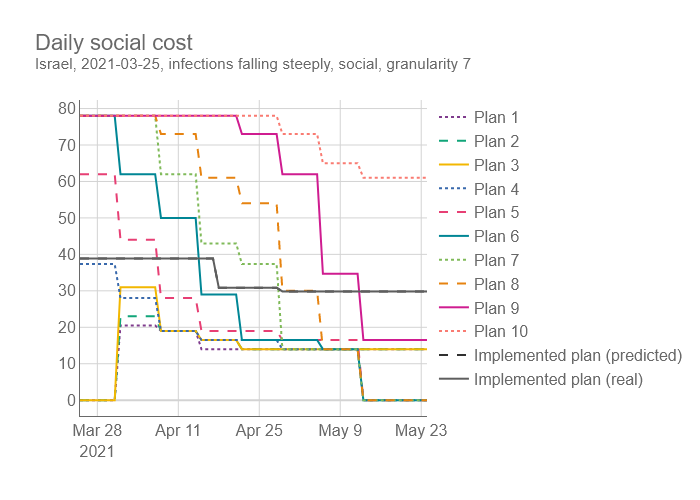 Daily social cost
Israel, 2021-03-25, infections falling steeply, social, granularity 7
80
70
60
50
40
30
20
10
0
Mar 28
2021
Apr 11
Apr 25
May 9
May 23
Plan 1
Plan 2
Plan 3
Plan 4
Plan 5
Plan 6
Plan 7
Plan 8
Plan 9
Plan 10
Implemented plan (predicted)
Implemented plan (real)